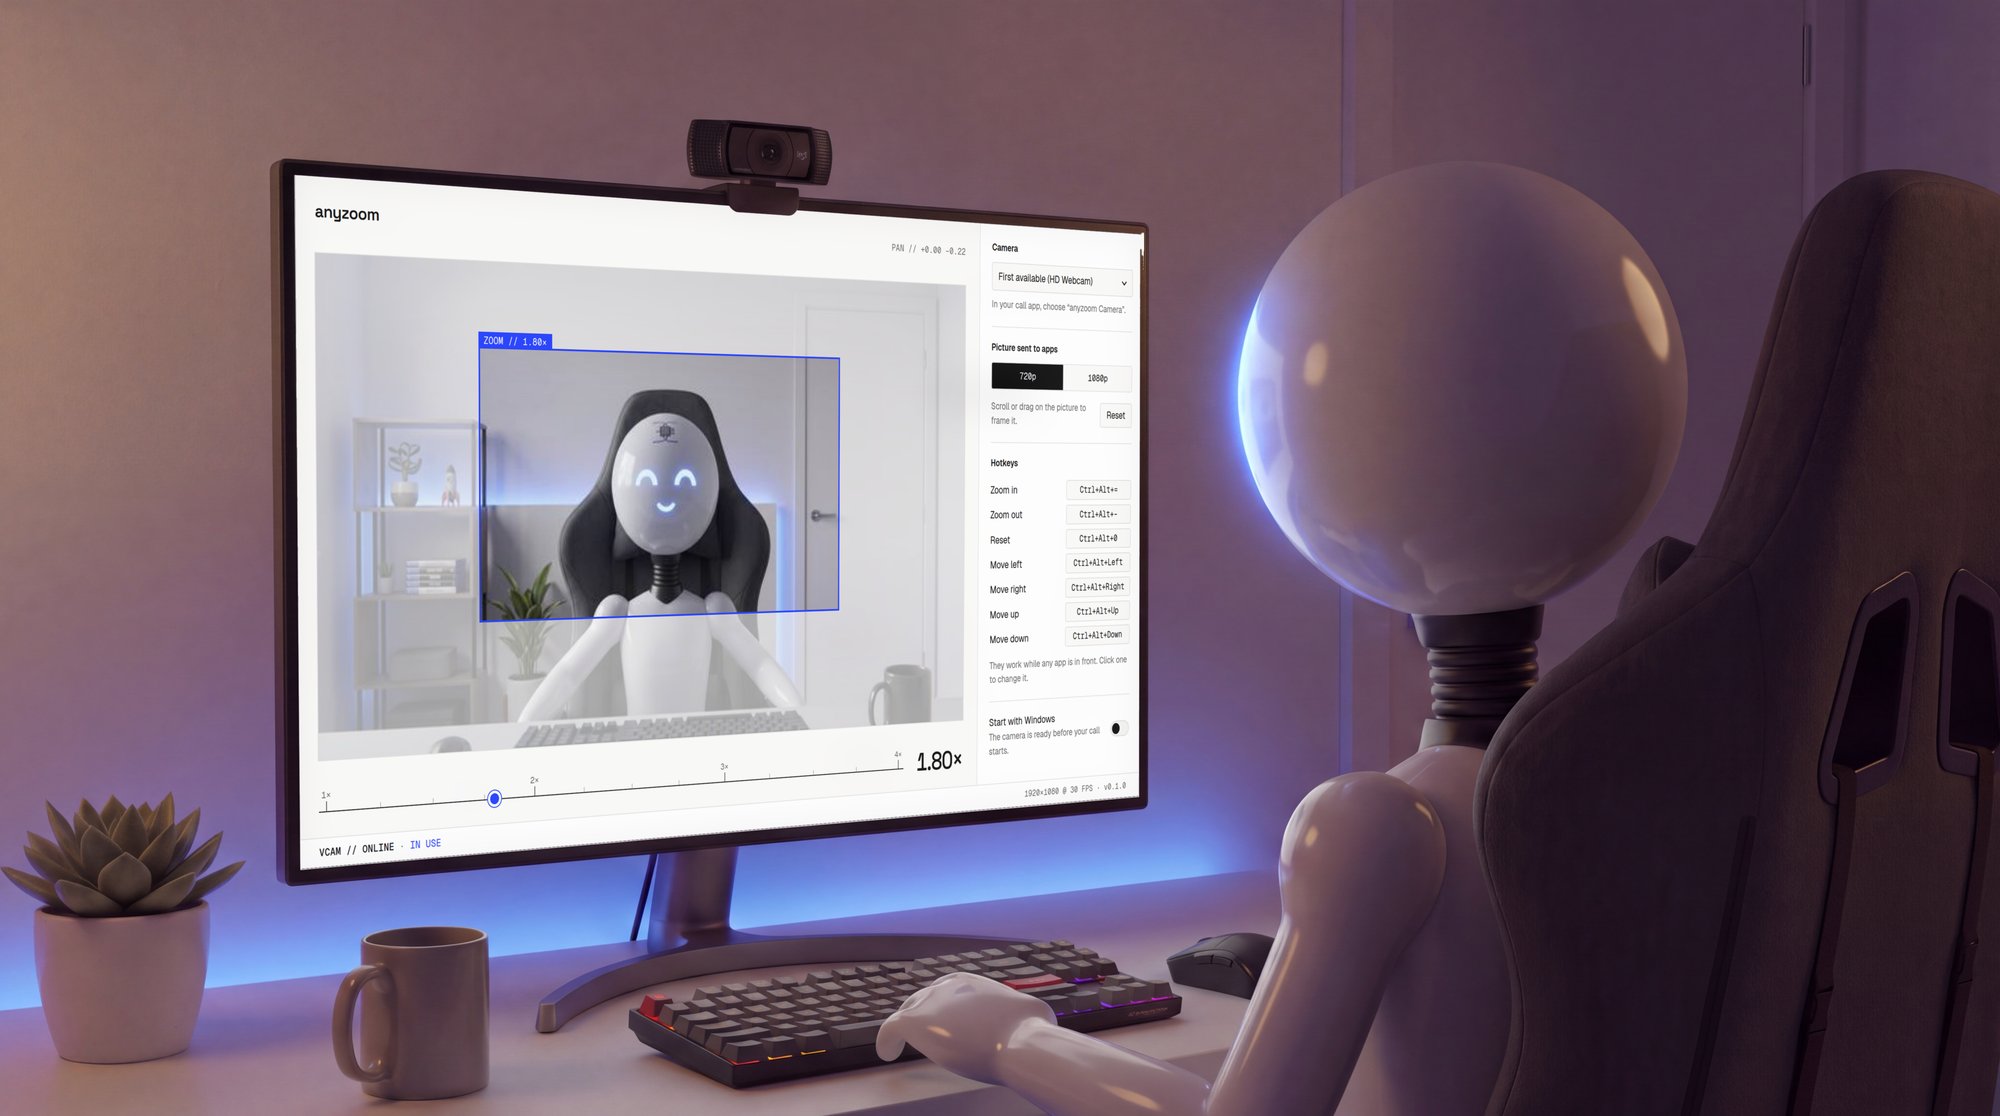 anyzoom
PAN // +0.00 -0.22
ZOOM // 1.80×
1×
2×
3×
4×
1.80×
VCAM // ONLINE · IN USE
Camera
First available (HD Webcam)
In your call app, choose "anyzoom Camera".
Picture sent to apps
720p
1080p
Scroll or drag on the picture to
frame it.
Reset
Hotkeys
Zoom in
Ctrl+Alt+=
Zoom out
Ctrl+Alt+-
Reset
Ctrl+Alt+0
Move left
Ctrl+Alt+Left
Move right
Ctrl+Alt+Right
Move up
Ctrl+Alt+Up
Move down
Ctrl+Alt+Down
They work while any app is in front. Click one
to change it.
Start with Windows
The camera is ready before your call
starts.
1920×1080 @ 30 FPS · v0.1.0